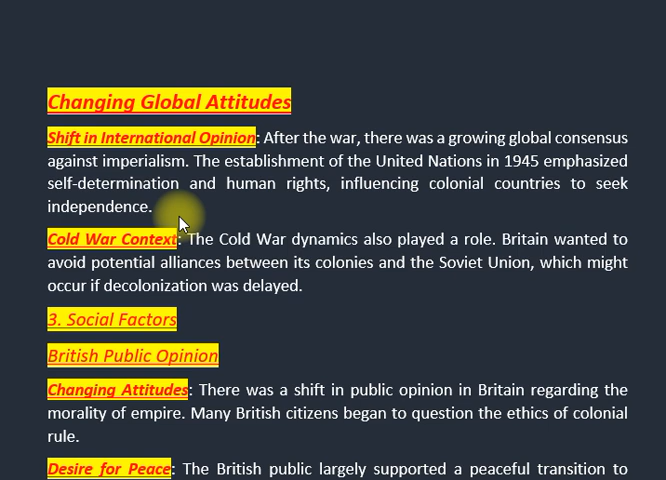 Changing Global Attitudes
Shift in International Opinion: After the war, there was a growing global consensus
against imperialism. The establishment of the United Nations in 1945 emphasized
self-determination and human rights, influencing colonial countries to seek
independence.
Cold War Context: The Cold War dynamics also played a role. Britain wanted to
avoid potential alliances between its colonies and the Soviet Union, which might
occur if decolonization was delayed.
3. Social Factors
British Public Opinion
Changing Attitudes: There was a shift in public opinion in Britain regarding the
morality of empire. Many British citizens began to question the ethics of colonial
rule.
Desire for Peace: The British public largely supported a peaceful transition to